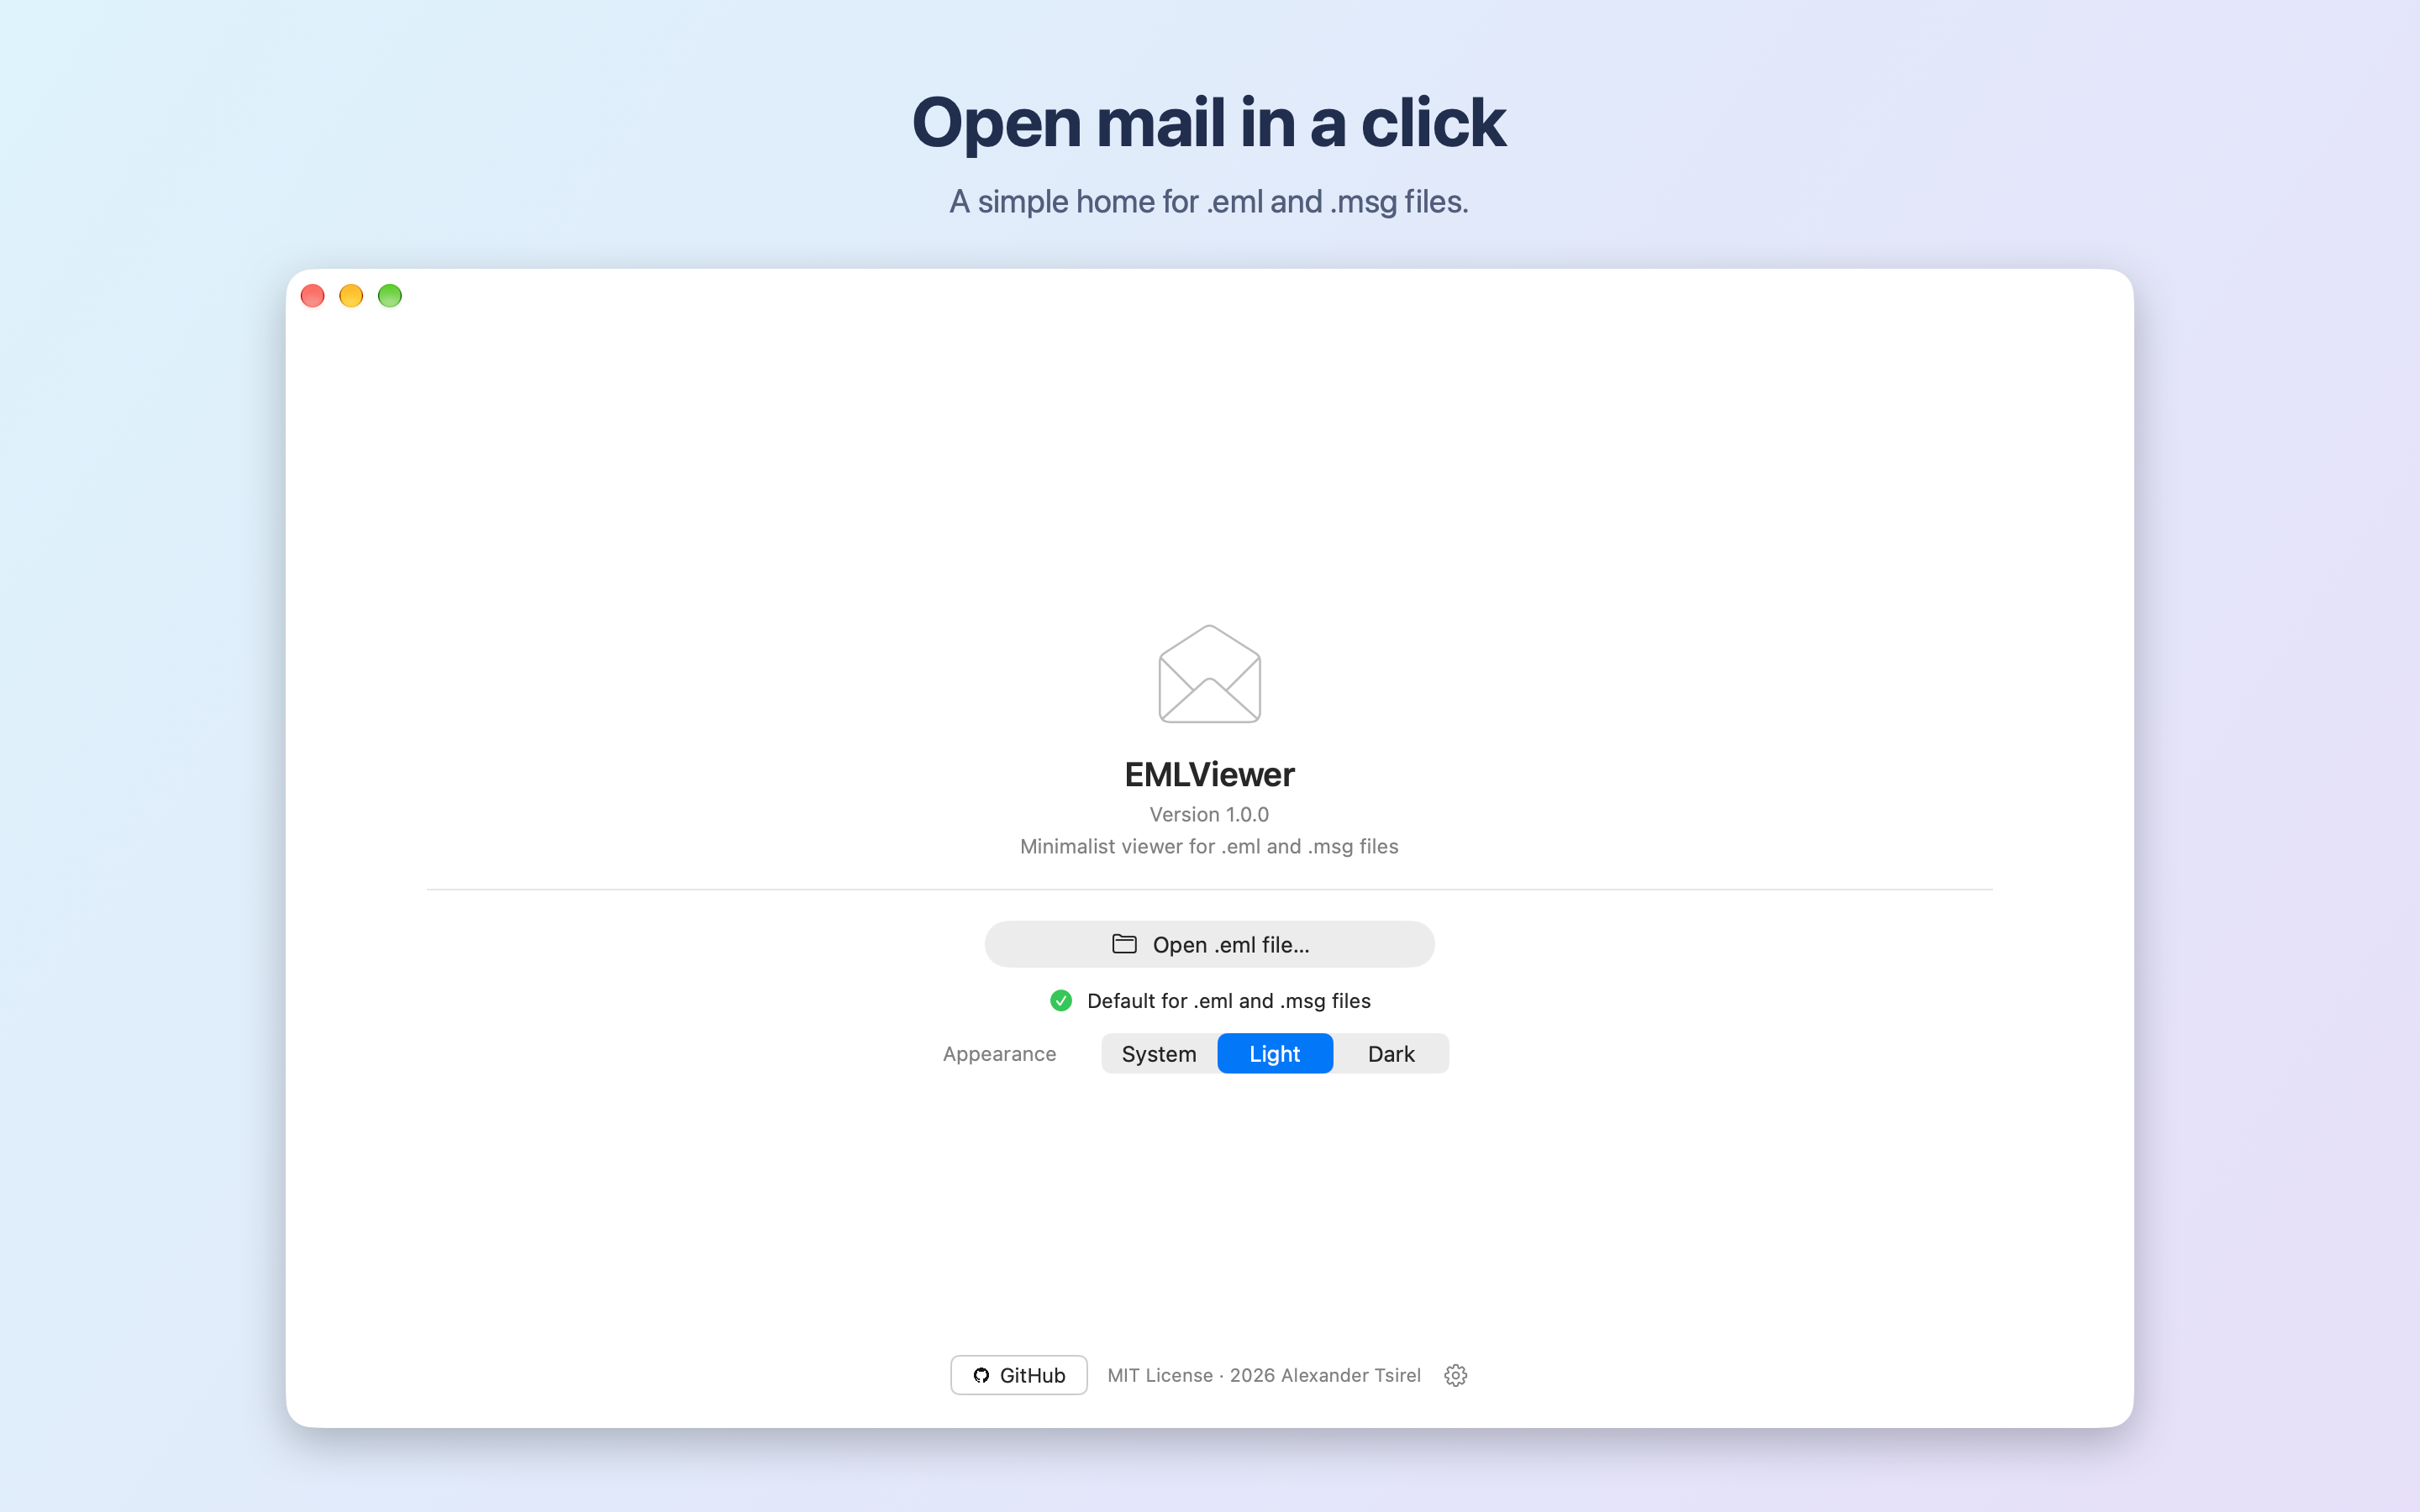 Open mail in a click
A simple home for .eml and .msg files.
EMLViewer
Version 1.0.0
Minimalist viewer for .eml and .msg files
Open .eml file...
Default for .eml and .msg files
Appearance System Light Dark
GitHub MIT License · 2026 Alexander Tsirel